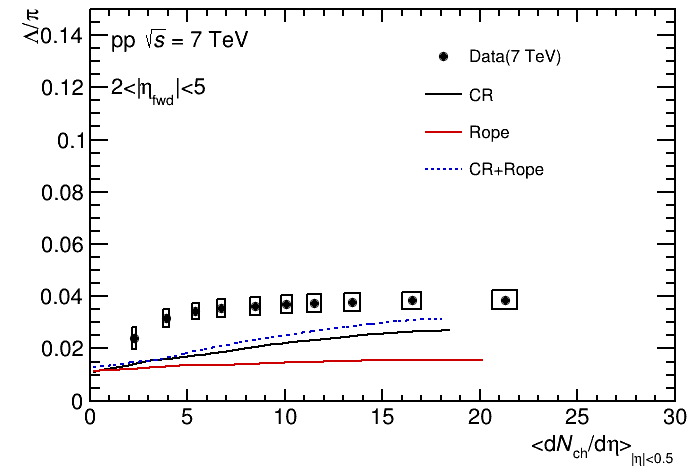 Λ/π
0.14
0.12
0.1
0.08
0.06
0.04
0.02
0
pp √s = 7 TeV
2<|η_fwd|<5
Data(7 TeV)
CR
Rope
CR+Rope
0 5 10 15 20 25 30
<dN_ch/dη>_|η|<0.5